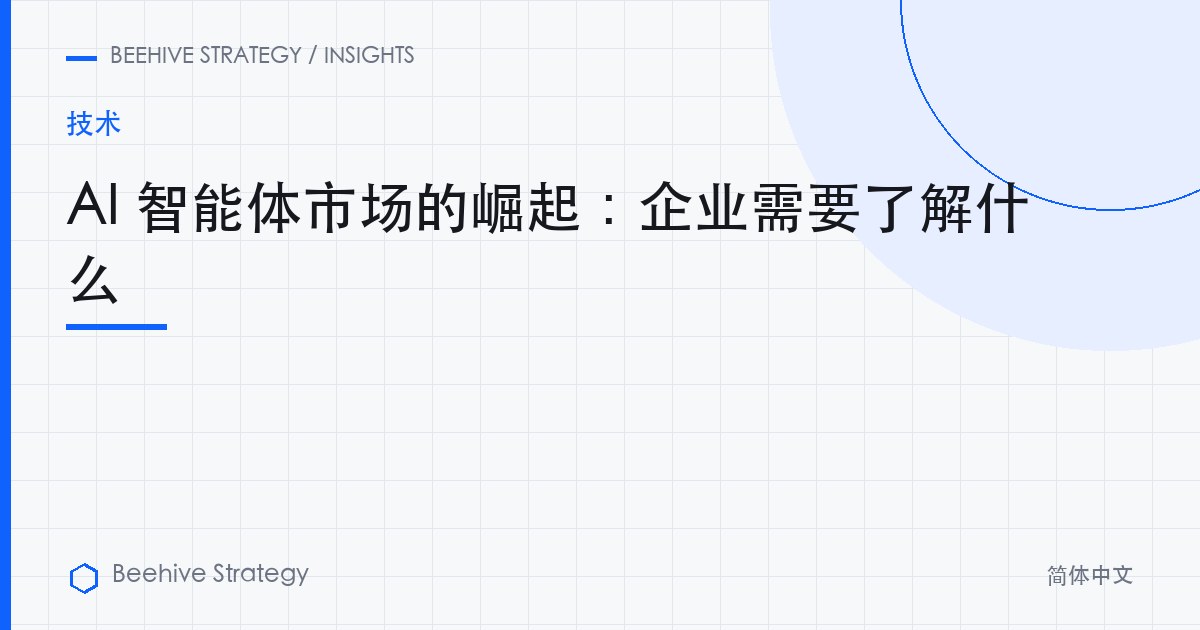 BEEHIVE STRATEGY / INSIGHTS
技术
AI 智能体市场的崛起：企业需要了解什
么
Beehive Strategy
简体中文